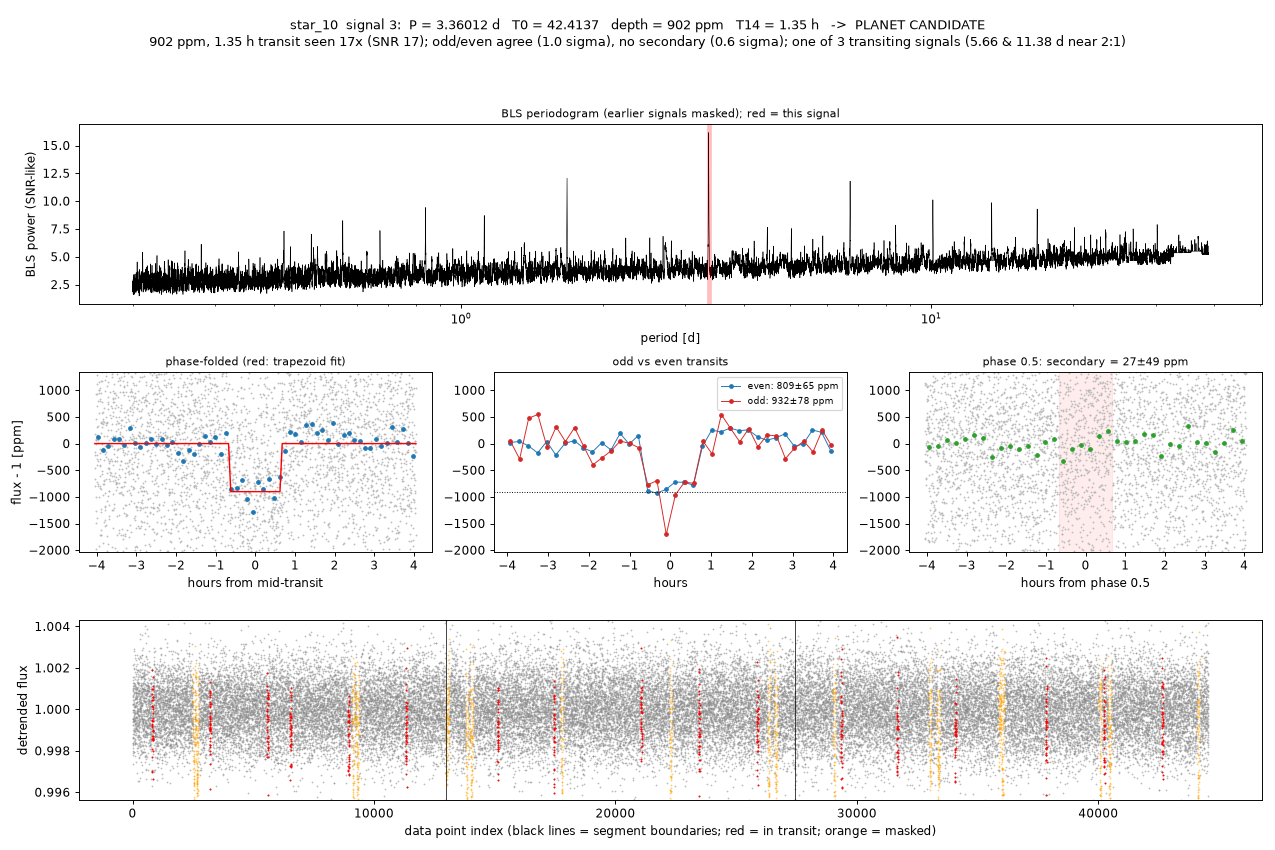 star_10  signal 3:  P = 3.36012 d   T0 = 42.4137   depth = 902 ppm   T14 = 1.35 h   ->  PLANET CANDIDATE
902 ppm, 1.35 h transit seen 17x (SNR 17); odd/even agree (1.0 sigma), no secondary (0.6 sigma); one of 3 transiting signals (5.66 & 11.38 d near 2:1)
BLS periodogram (earlier signals masked); red = this signal
BLS power (SNR-like)
15.0
12.5
10.0
7.5
5.0
2.5
10⁰
10¹
period [d]
phase-folded (red: trapezoid fit)
flux - 1 [ppm]
1000
500
0
−500
−1000
−1500
−2000
−4 −3 −2 −1 0 1 2 3 4
hours from mid-transit
odd vs even transits
even: 809±65 ppm
odd: 932±78 ppm
1000
500
0
−500
−1000
−1500
−2000
−4 −3 −2 −1 0 1 2 3 4
hours
phase 0.5: secondary = 27±49 ppm
1000
500
0
−500
−1000
−1500
−2000
−4 −3 −2 −1 0 1 2 3 4
hours from phase 0.5
detrended flux
1.004
1.002
1.000
0.998
0.996
0 10000 20000 30000 40000
data point index (black lines = segment boundaries; red = in transit; orange = masked)